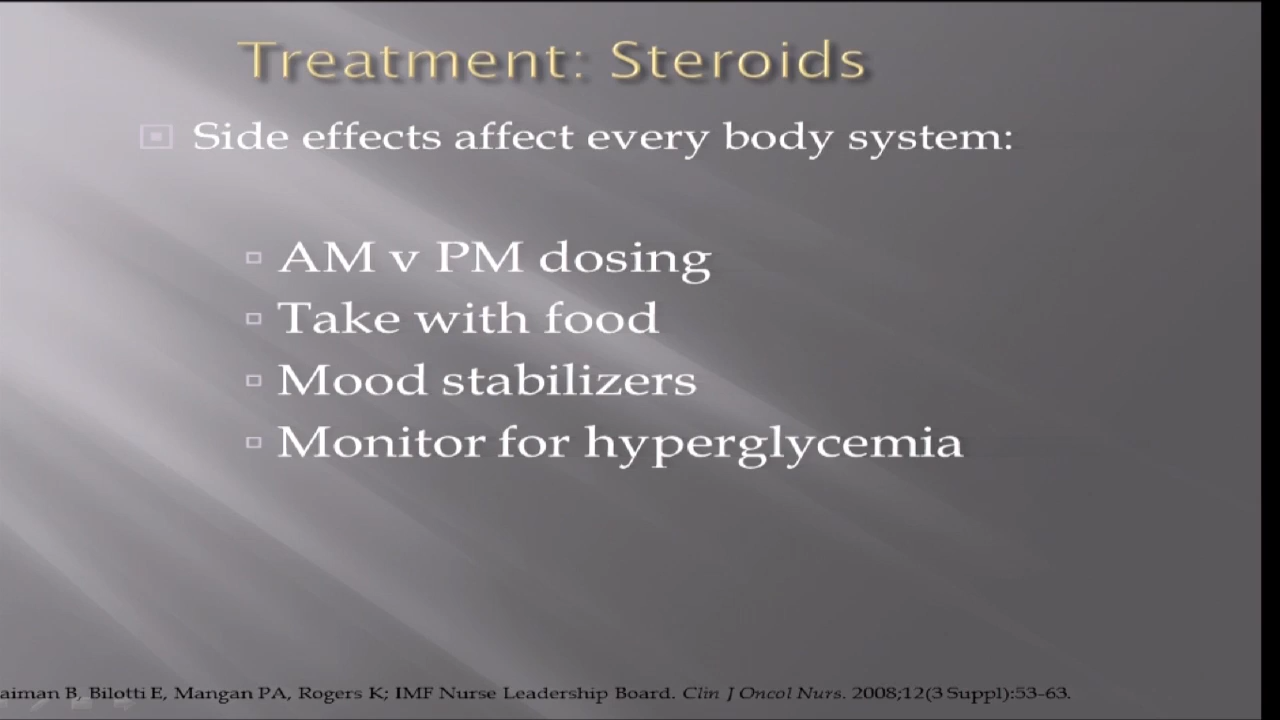 Treatment: Steroids
Side effects affect every body system:
AM v PM dosing
Take with food
Mood stabilizers
Monitor for hyperglycemia
aiman B, Bilotti E, Mangan PA, Rogers K; IMF Nurse Leadership Board. Clin J Oncol Nurs. 2008;12(3 Suppl):53-63.